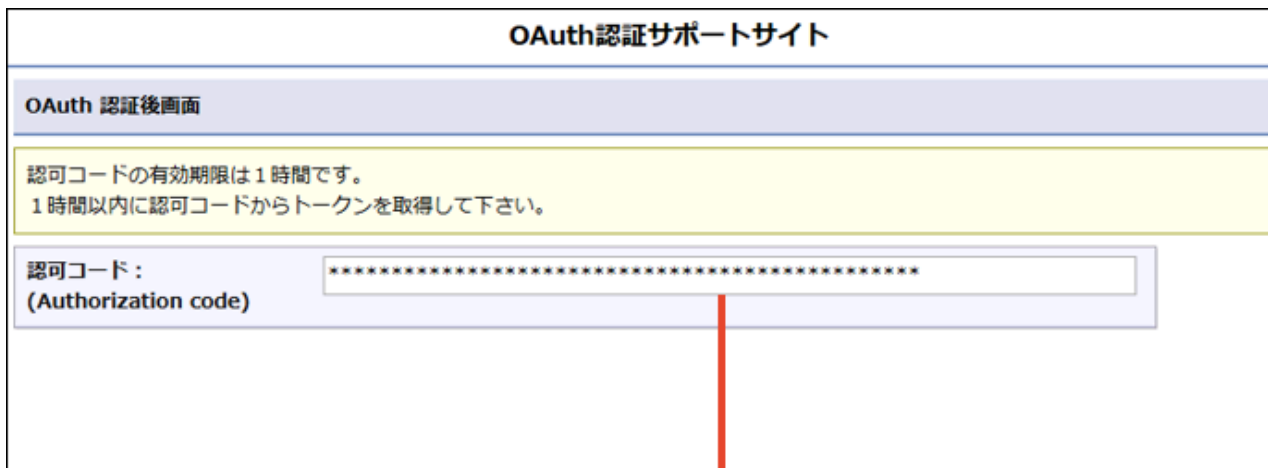 OAuth認証サポートサイト
OAuth 認証後画面
認可コードの有効期限は１時間です。
１時間以内に認可コードからトークンを取得して下さい。
認可コード：
(Authorization code)
***********************************************